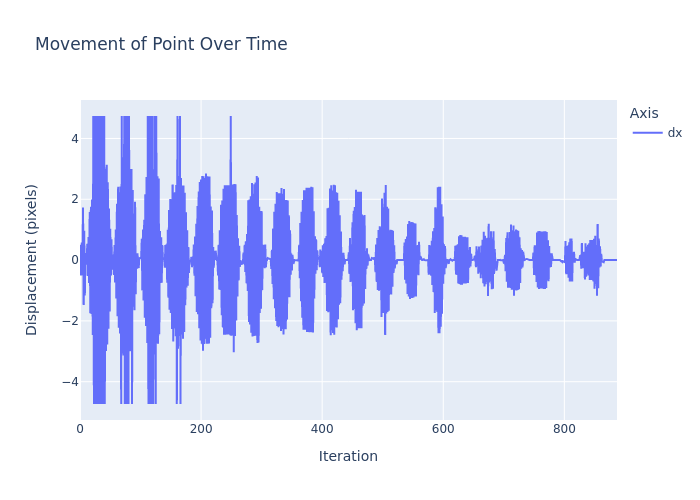 Movement of Point Over Time
Axis
dx
Displacement (pixels)
4
2
0
−2
−4
0
200
400
600
800
Iteration